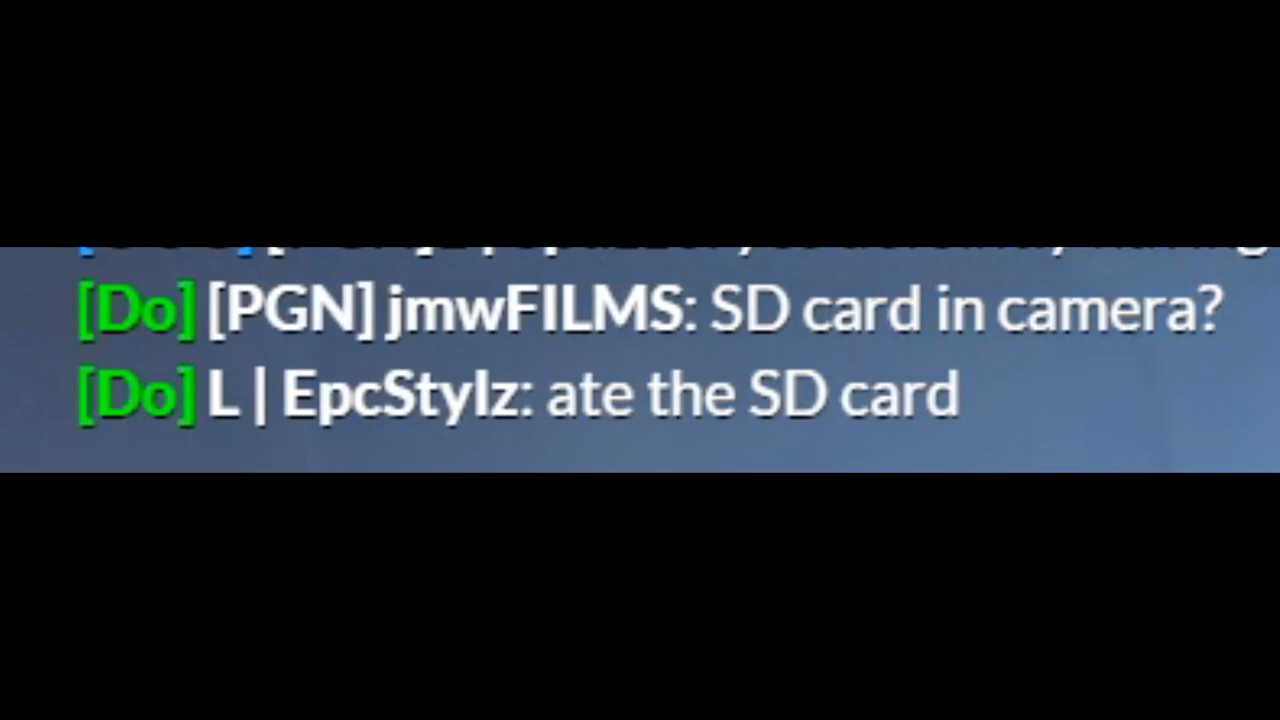 [Do] [PGN] jmwFILMS: SD card in camera?
[Do] L | EpcStylz: ate the SD card